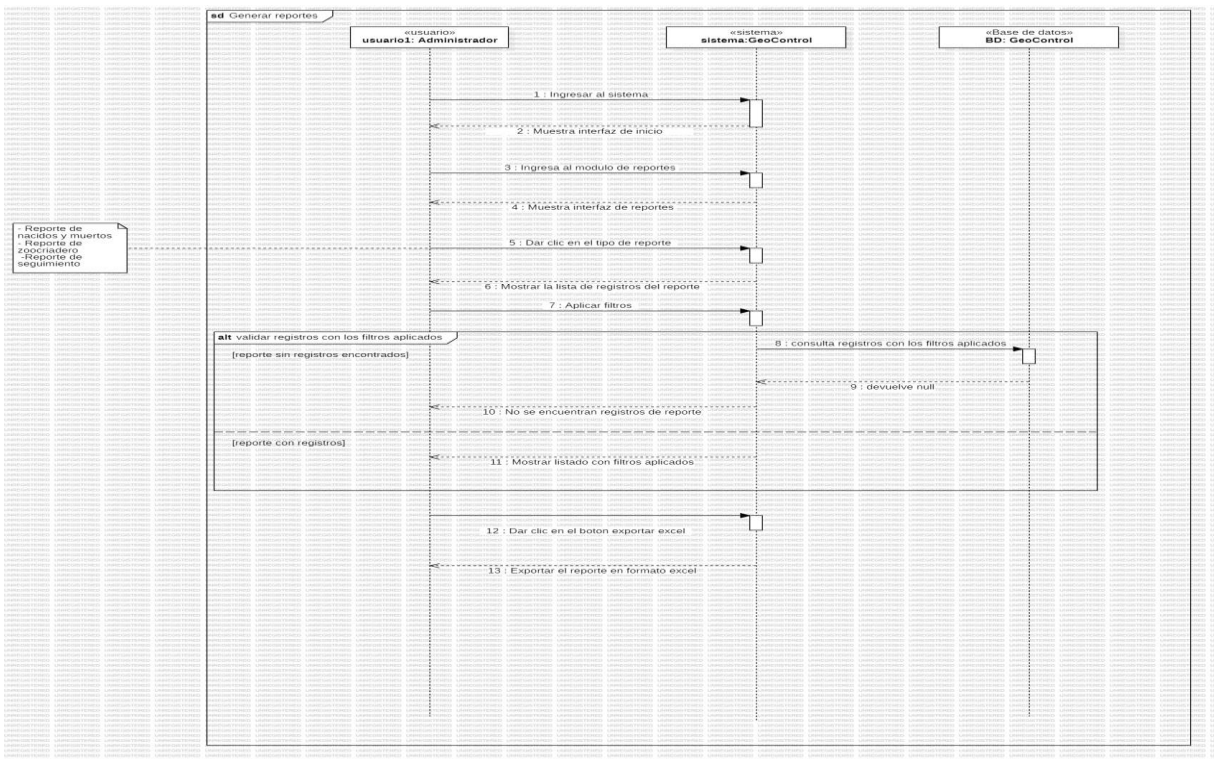 sd Generar reportes
«usuario»
usuario1: Administrador
«sistema»
sistema:GeoControl
«Base de datos»
BD: GeoControl
1 : Ingresar al sistema
2 : Muestra interfaz de inicio
3 : Ingresa al modulo de reportes
4 : Muestra interfaz de reportes
- Reporte de
nacidos y muertos
- Reporte de
zoocriadero
-Reporte de
seguimiento
5 : Dar clic en el tipo de reporte
6 : Mostrar la lista de registros del reporte
7 : Aplicar filtros
alt validar registros con los filtros aplicados
[reporte sin registros encontrados]
8 : consulta registros con los filtros aplicados
9 : devuelve null
10 : No se encuentran registros de reporte
[reporte con registros]
11 : Mostrar listado con filtros aplicados
12 : Dar clic en el boton exportar excel
13 : Exportar el reporte en formato excel